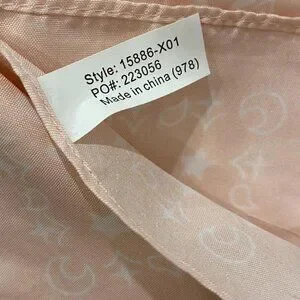 Style: 15886-X01
PO#: 223056
Made in china (978)